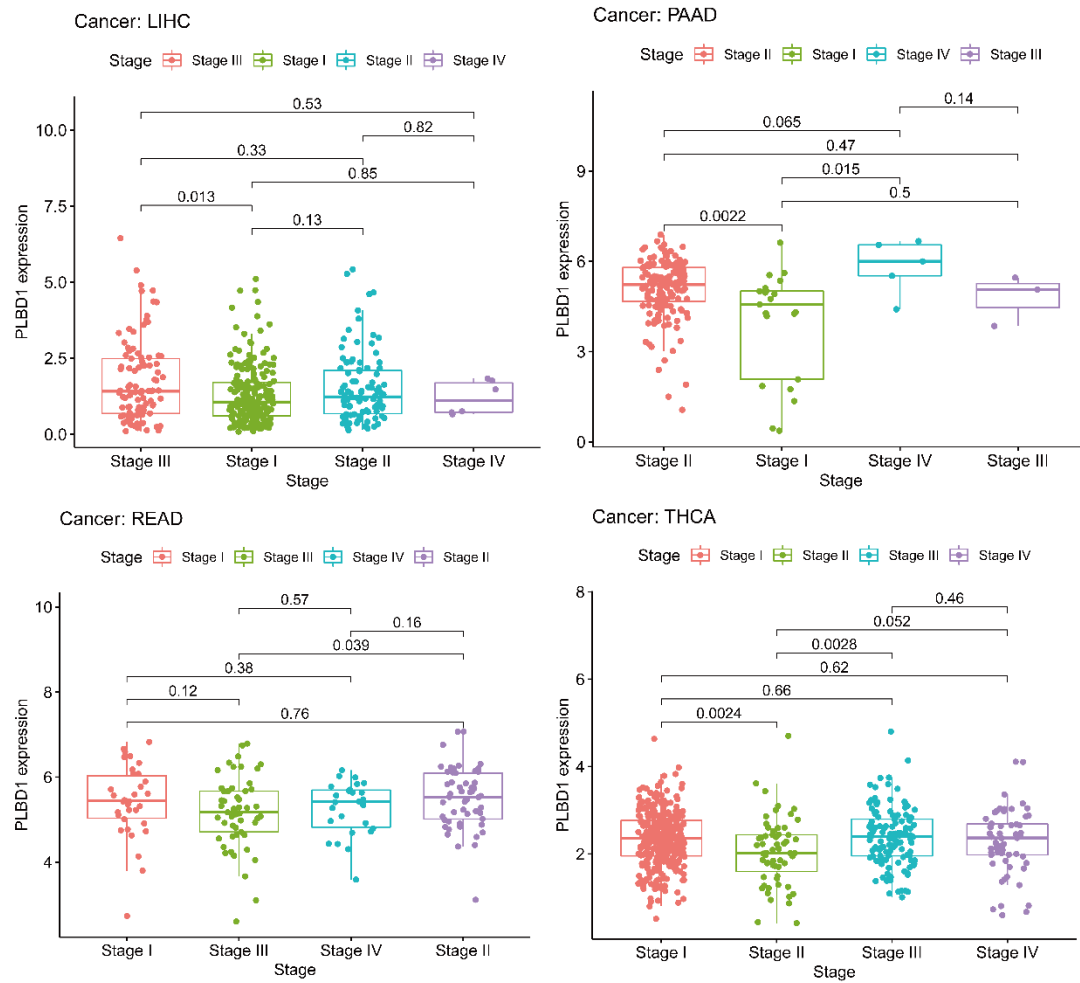 Cancer: LIHC
Stage Stage III Stage I Stage II Stage IV
PLBD1 expression
10.0
7.5
5.0
2.5
0.0
0.53
0.82
0.33
0.85
0.013
0.13
Stage III Stage I Stage II Stage IV
Stage
Cancer: PAAD
Stage Stage II Stage I Stage IV Stage III
PLBD1 expression
9
6
3
0
0.14
0.065
0.47
0.015
0.5
0.0022
Stage II Stage I Stage IV Stage III
Stage
Cancer: READ
Stage Stage I Stage III Stage IV Stage II
PLBD1 expression
10
8
6
4
0.57
0.16
0.039
0.38
0.12
0.76
Stage I Stage III Stage IV Stage II
Stage
Cancer: THCA
Stage Stage I Stage II Stage III Stage IV
PLBD1 expression
8
6
4
2
0.46
0.052
0.0028
0.62
0.66
0.0024
Stage I Stage II Stage III Stage IV
Stage